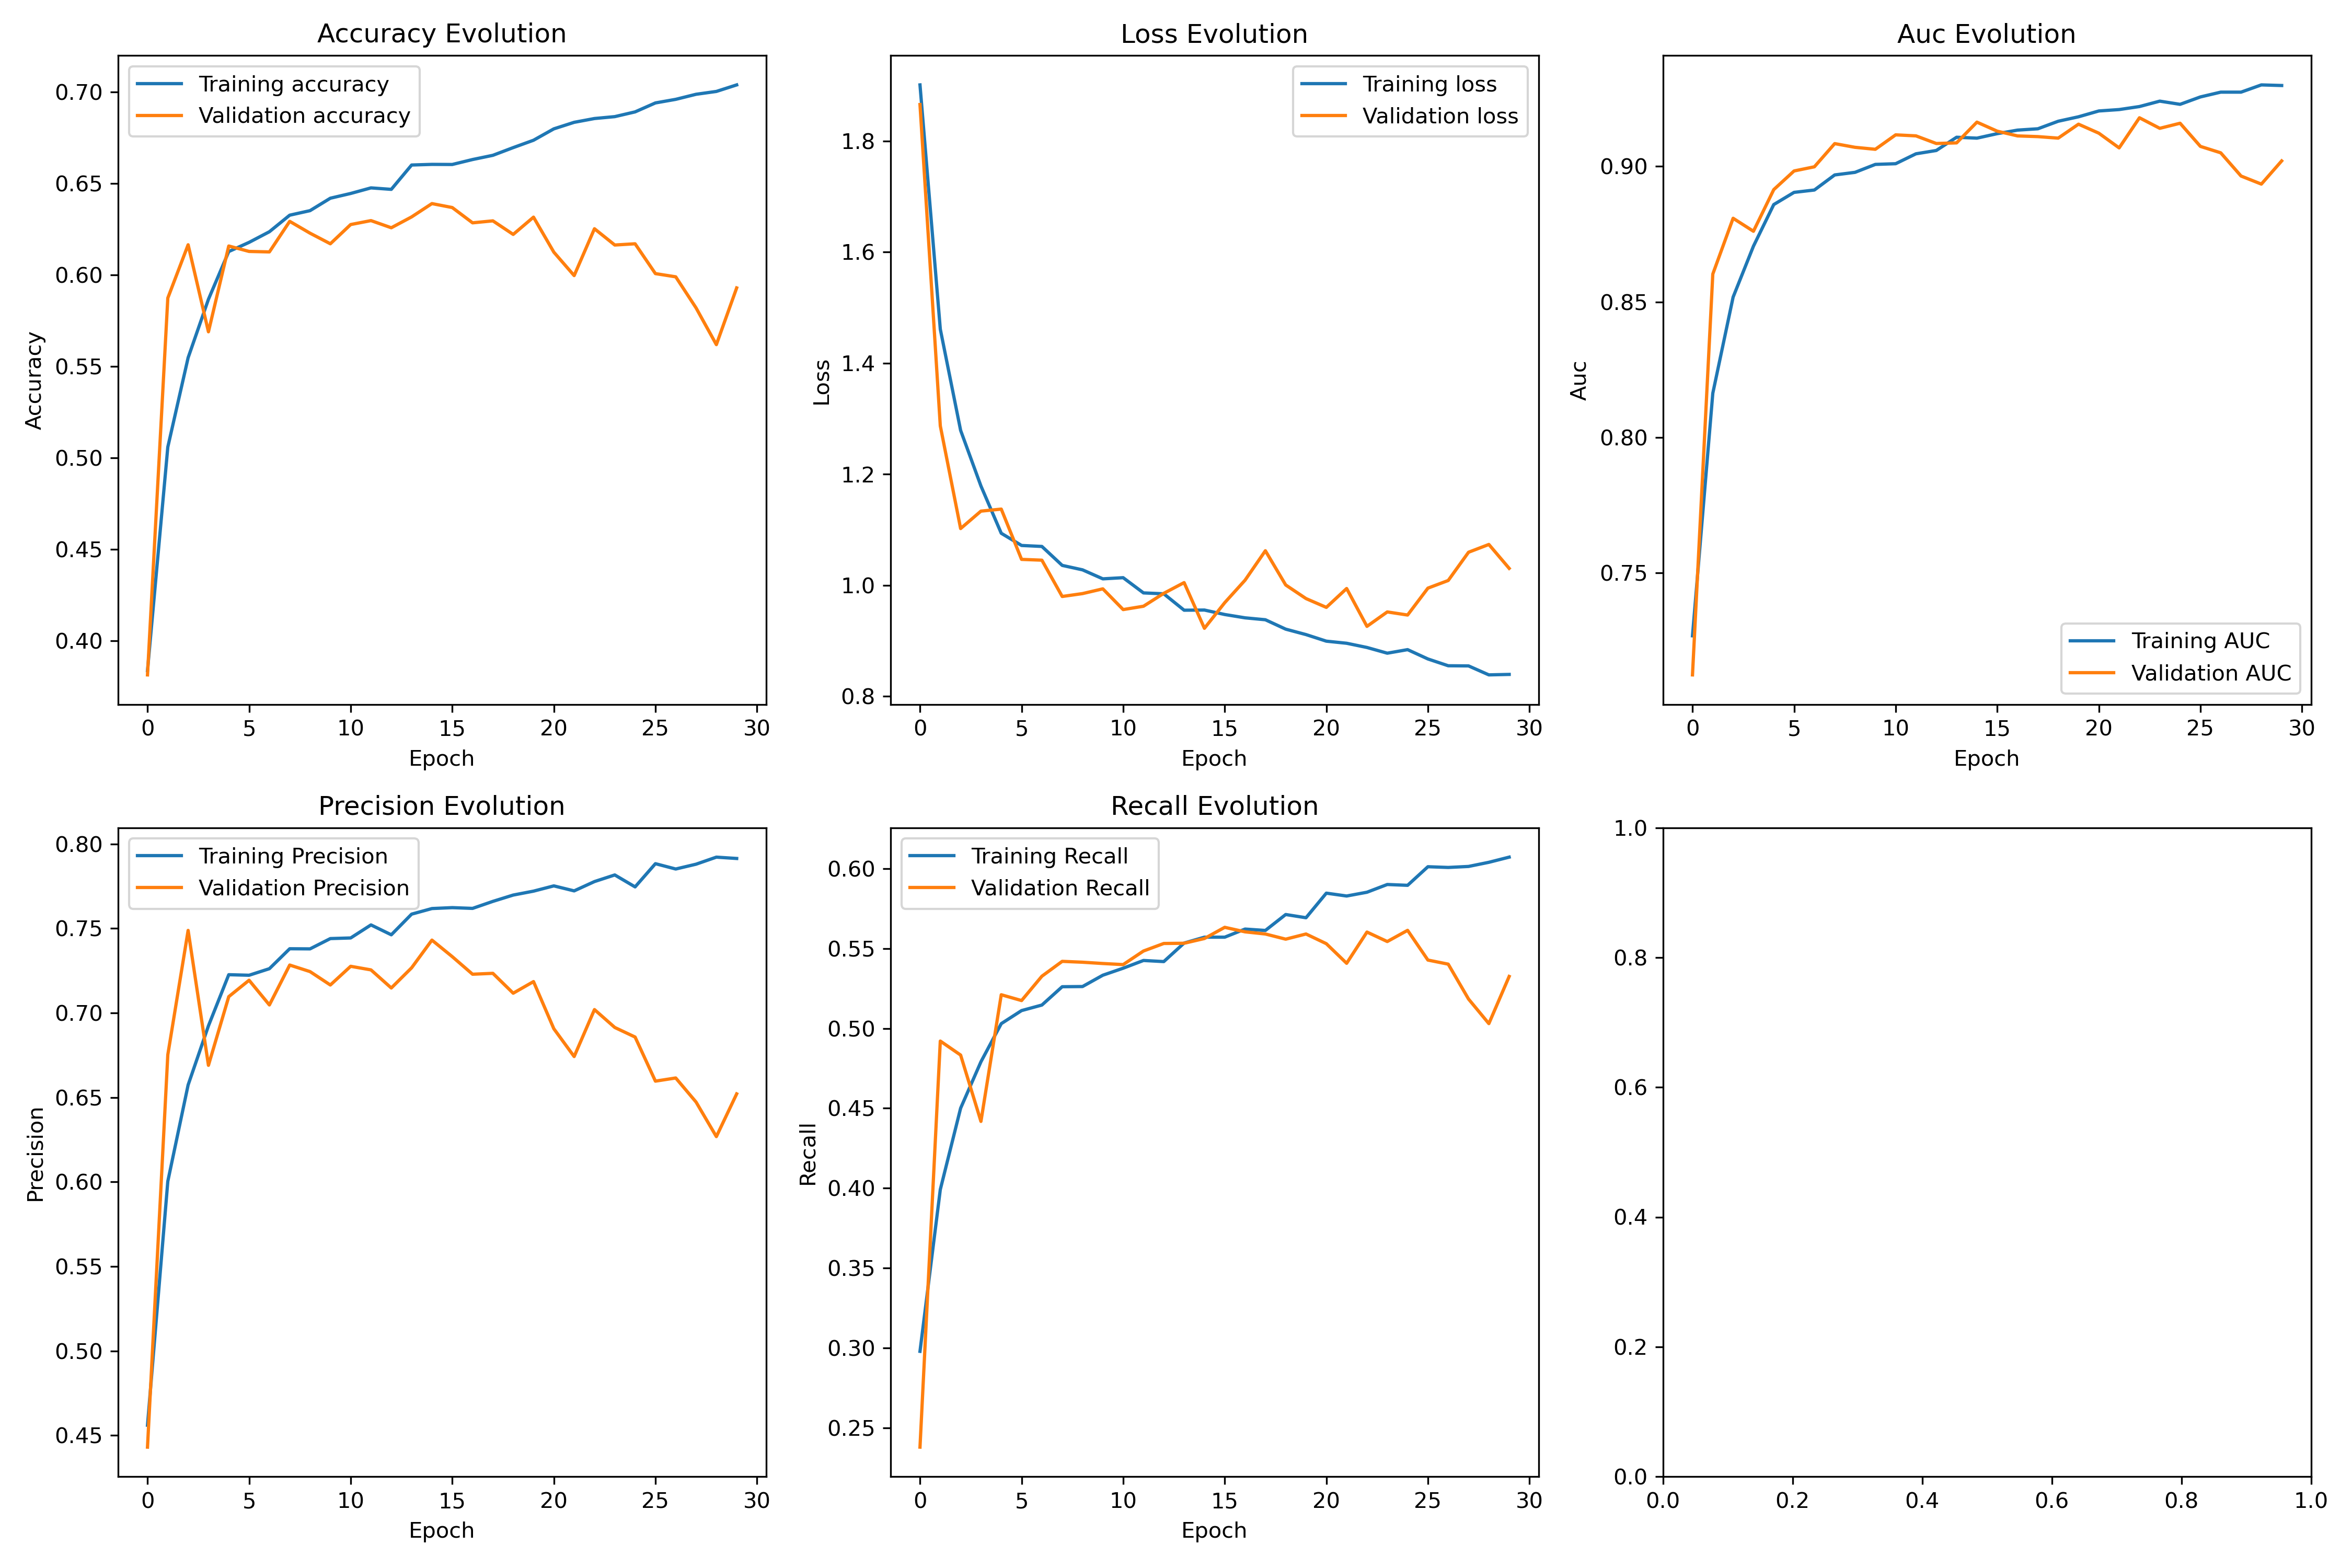 Accuracy Evolution
Training accuracy
Validation accuracy
0.70
0.65
0.60
0.55
0.50
0.45
0.40
Accuracy
0 5 10 15 20 25 30
Epoch
Loss Evolution
Training loss
Validation loss
1.8
1.6
1.4
1.2
1.0
0.8
Loss
0 5 10 15 20 25 30
Epoch
Auc Evolution
0.90
0.85
0.80
0.75
Auc
Training AUC
Validation AUC
0 5 10 15 20 25 30
Epoch
Precision Evolution
Training Precision
Validation Precision
0.80
0.75
0.70
0.65
0.60
0.55
0.50
0.45
Precision
0 5 10 15 20 25 30
Epoch
Recall Evolution
Training Recall
Validation Recall
0.60
0.55
0.50
0.45
0.40
0.35
0.30
0.25
Recall
0 5 10 15 20 25 30
Epoch
1.0
0.8
0.6
0.4
0.2
0.0
0.0 0.2 0.4 0.6 0.8 1.0